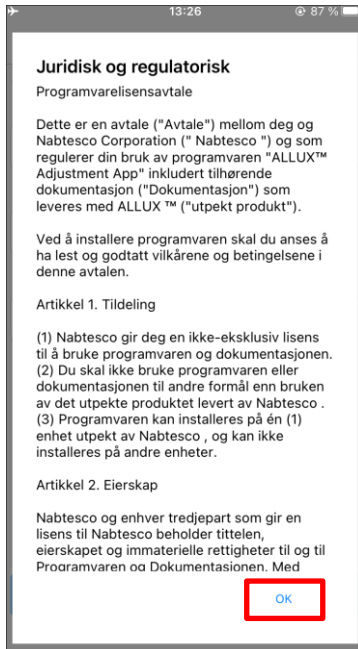 13:26
87 %
Juridisk og regulatorisk
Programvarelisensavtale
Dette er en avtale ("Avtale") mellom deg og
Nabtesco Corporation (" Nabtesco ") og som
regulerer din bruk av programvaren "ALLUX™
Adjustment App" inkludert tilhørende
dokumentasjon ("Dokumentasjon") som
leveres med ALLUX ™ ("utpekt produkt").
Ved å installere programvaren skal du anses å
ha lest og godtatt vilkårene og betingelsene i
denne avtalen.
Artikkel 1. Tildeling
(1) Nabtesco gir deg en ikke-eksklusiv lisens
til å bruke programvaren og dokumentasjonen.
(2) Du skal ikke bruke programvaren eller
dokumentasjonen til andre formål enn bruken
av det utpekte produktet levert av Nabtesco .
(3) Programvaren kan installeres på én (1)
enhet utpekt av Nabtesco , og kan ikke
installeres på andre enheter.
Artikkel 2. Eierskap
Nabtesco og enhver tredjepart som gir en
lisens til Nabtesco beholder tittelen,
eierskapet og immaterielle rettigheter til og til
Programvaren og Dokumentasjonen. Med
OK